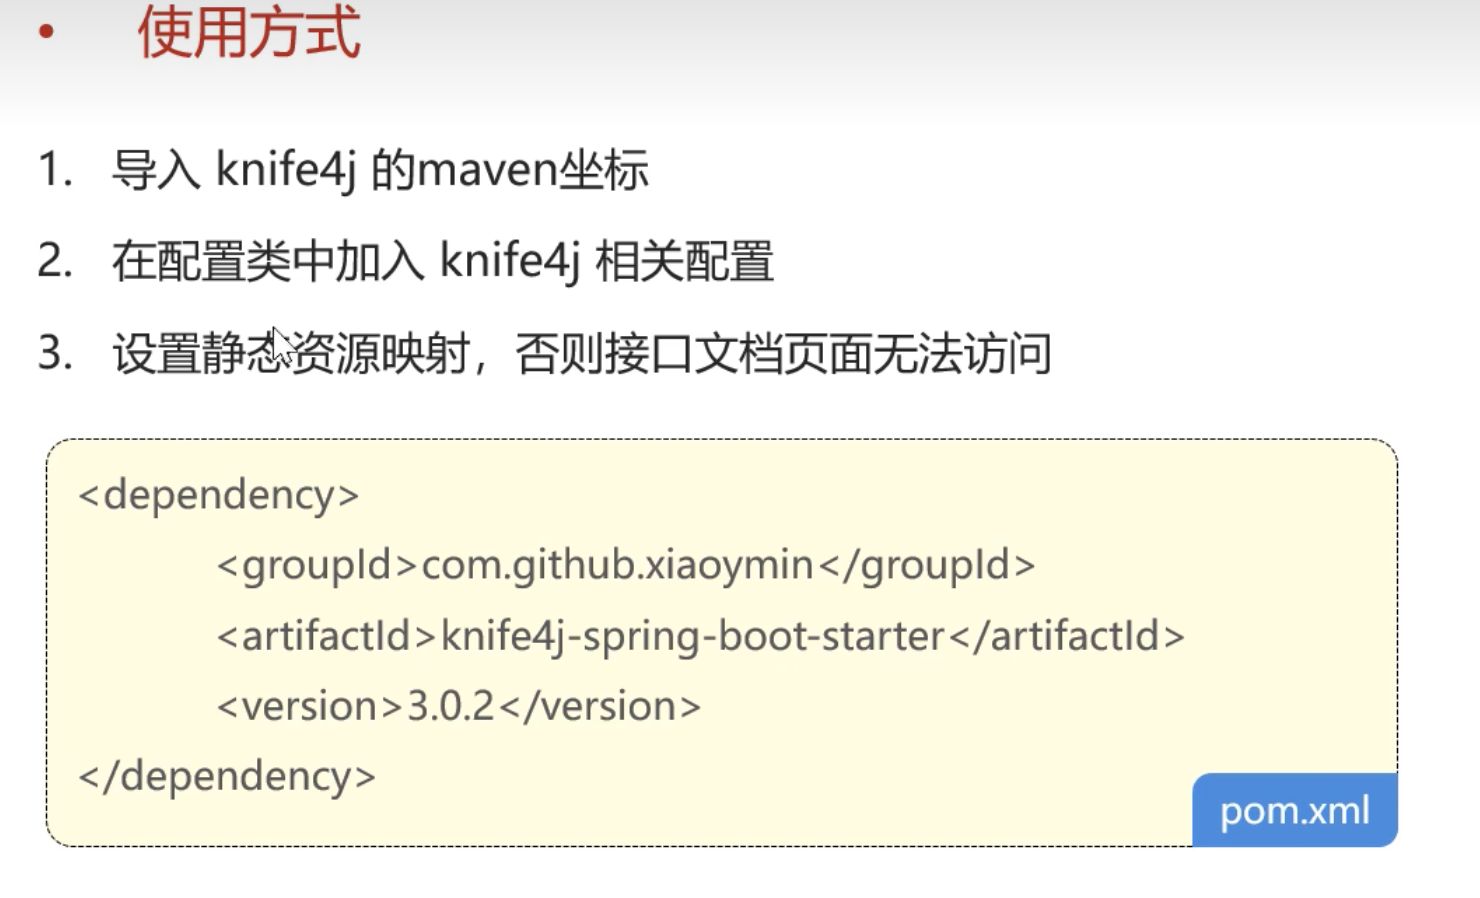 • 使用方式
1. 导入 knife4j 的maven坐标
2. 在配置类中加入 knife4j 相关配置
3. 设置静态资源映射，否则接口文档页面无法访问
<dependency>
<groupId>com.github.xiaoymin</groupId>
<artifactId>knife4j-spring-boot-starter</artifactId>
<version>3.0.2</version>
</dependency>
pom.xml